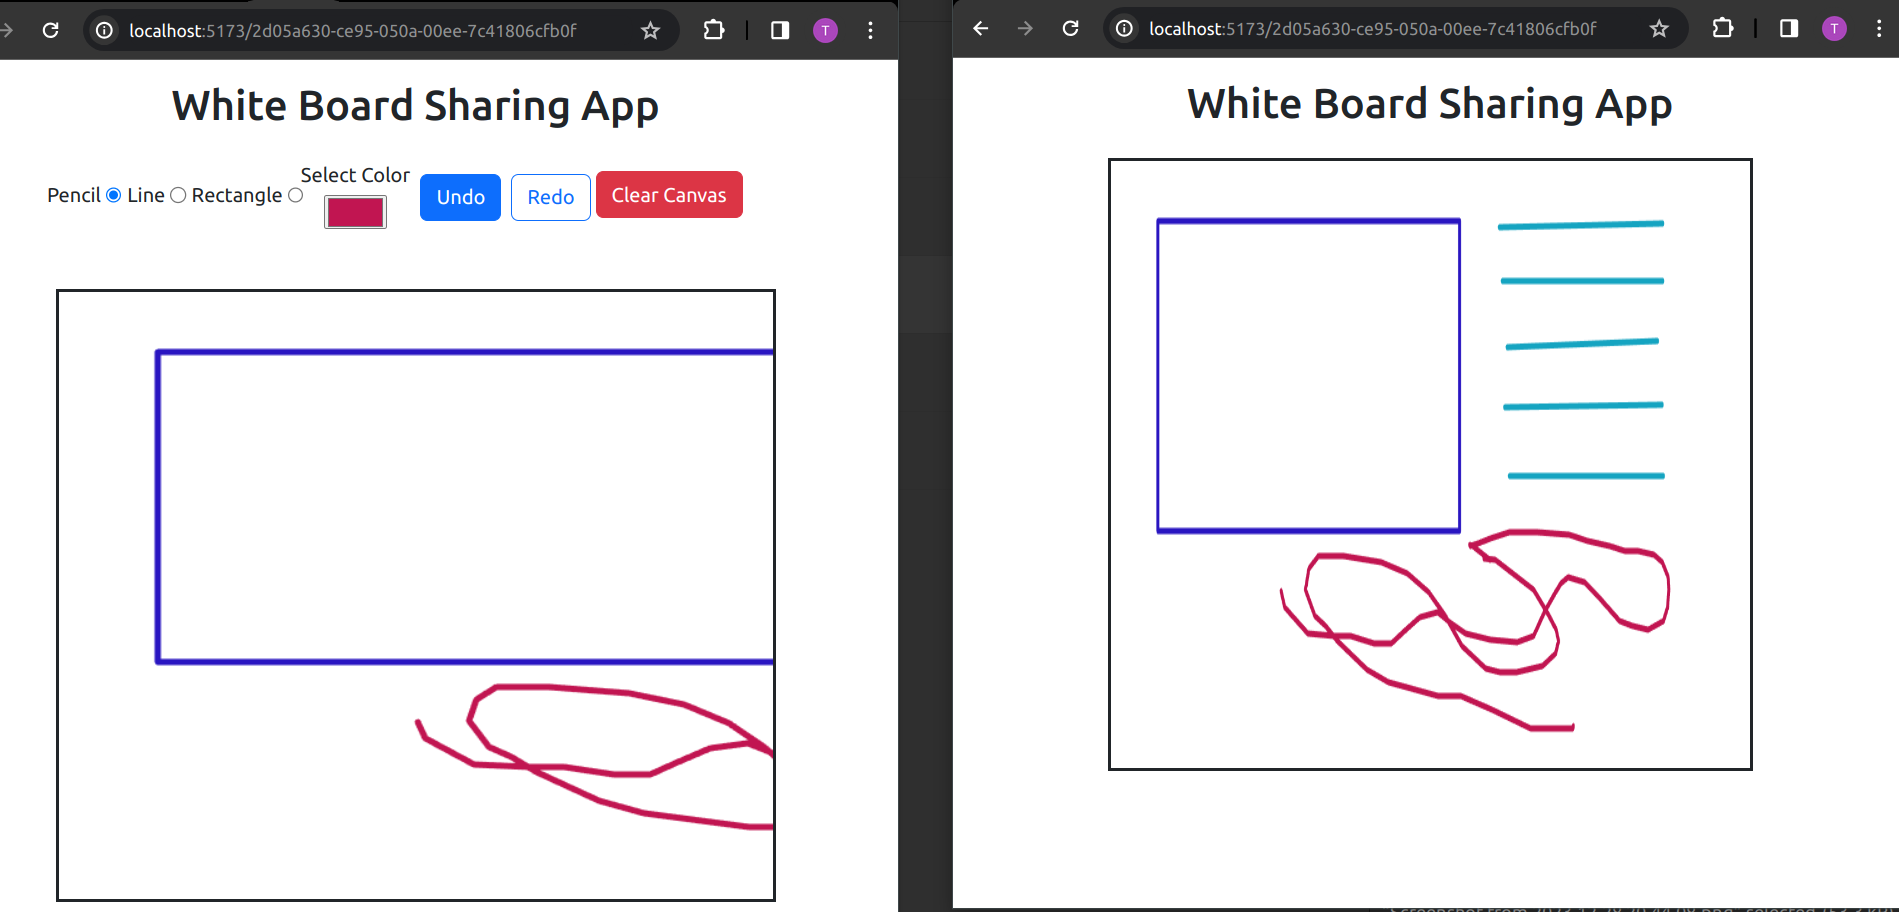 localhost:5173/2d05a630-ce95-050a-00ee-7c41806cfb0f
T
White Board Sharing App
Select Color
Pencil Line Rectangle
Undo Redo Clear Canvas
localhost:5173/2d05a630-ce95-050a-00ee-7c41806cfb0f
T
White Board Sharing App